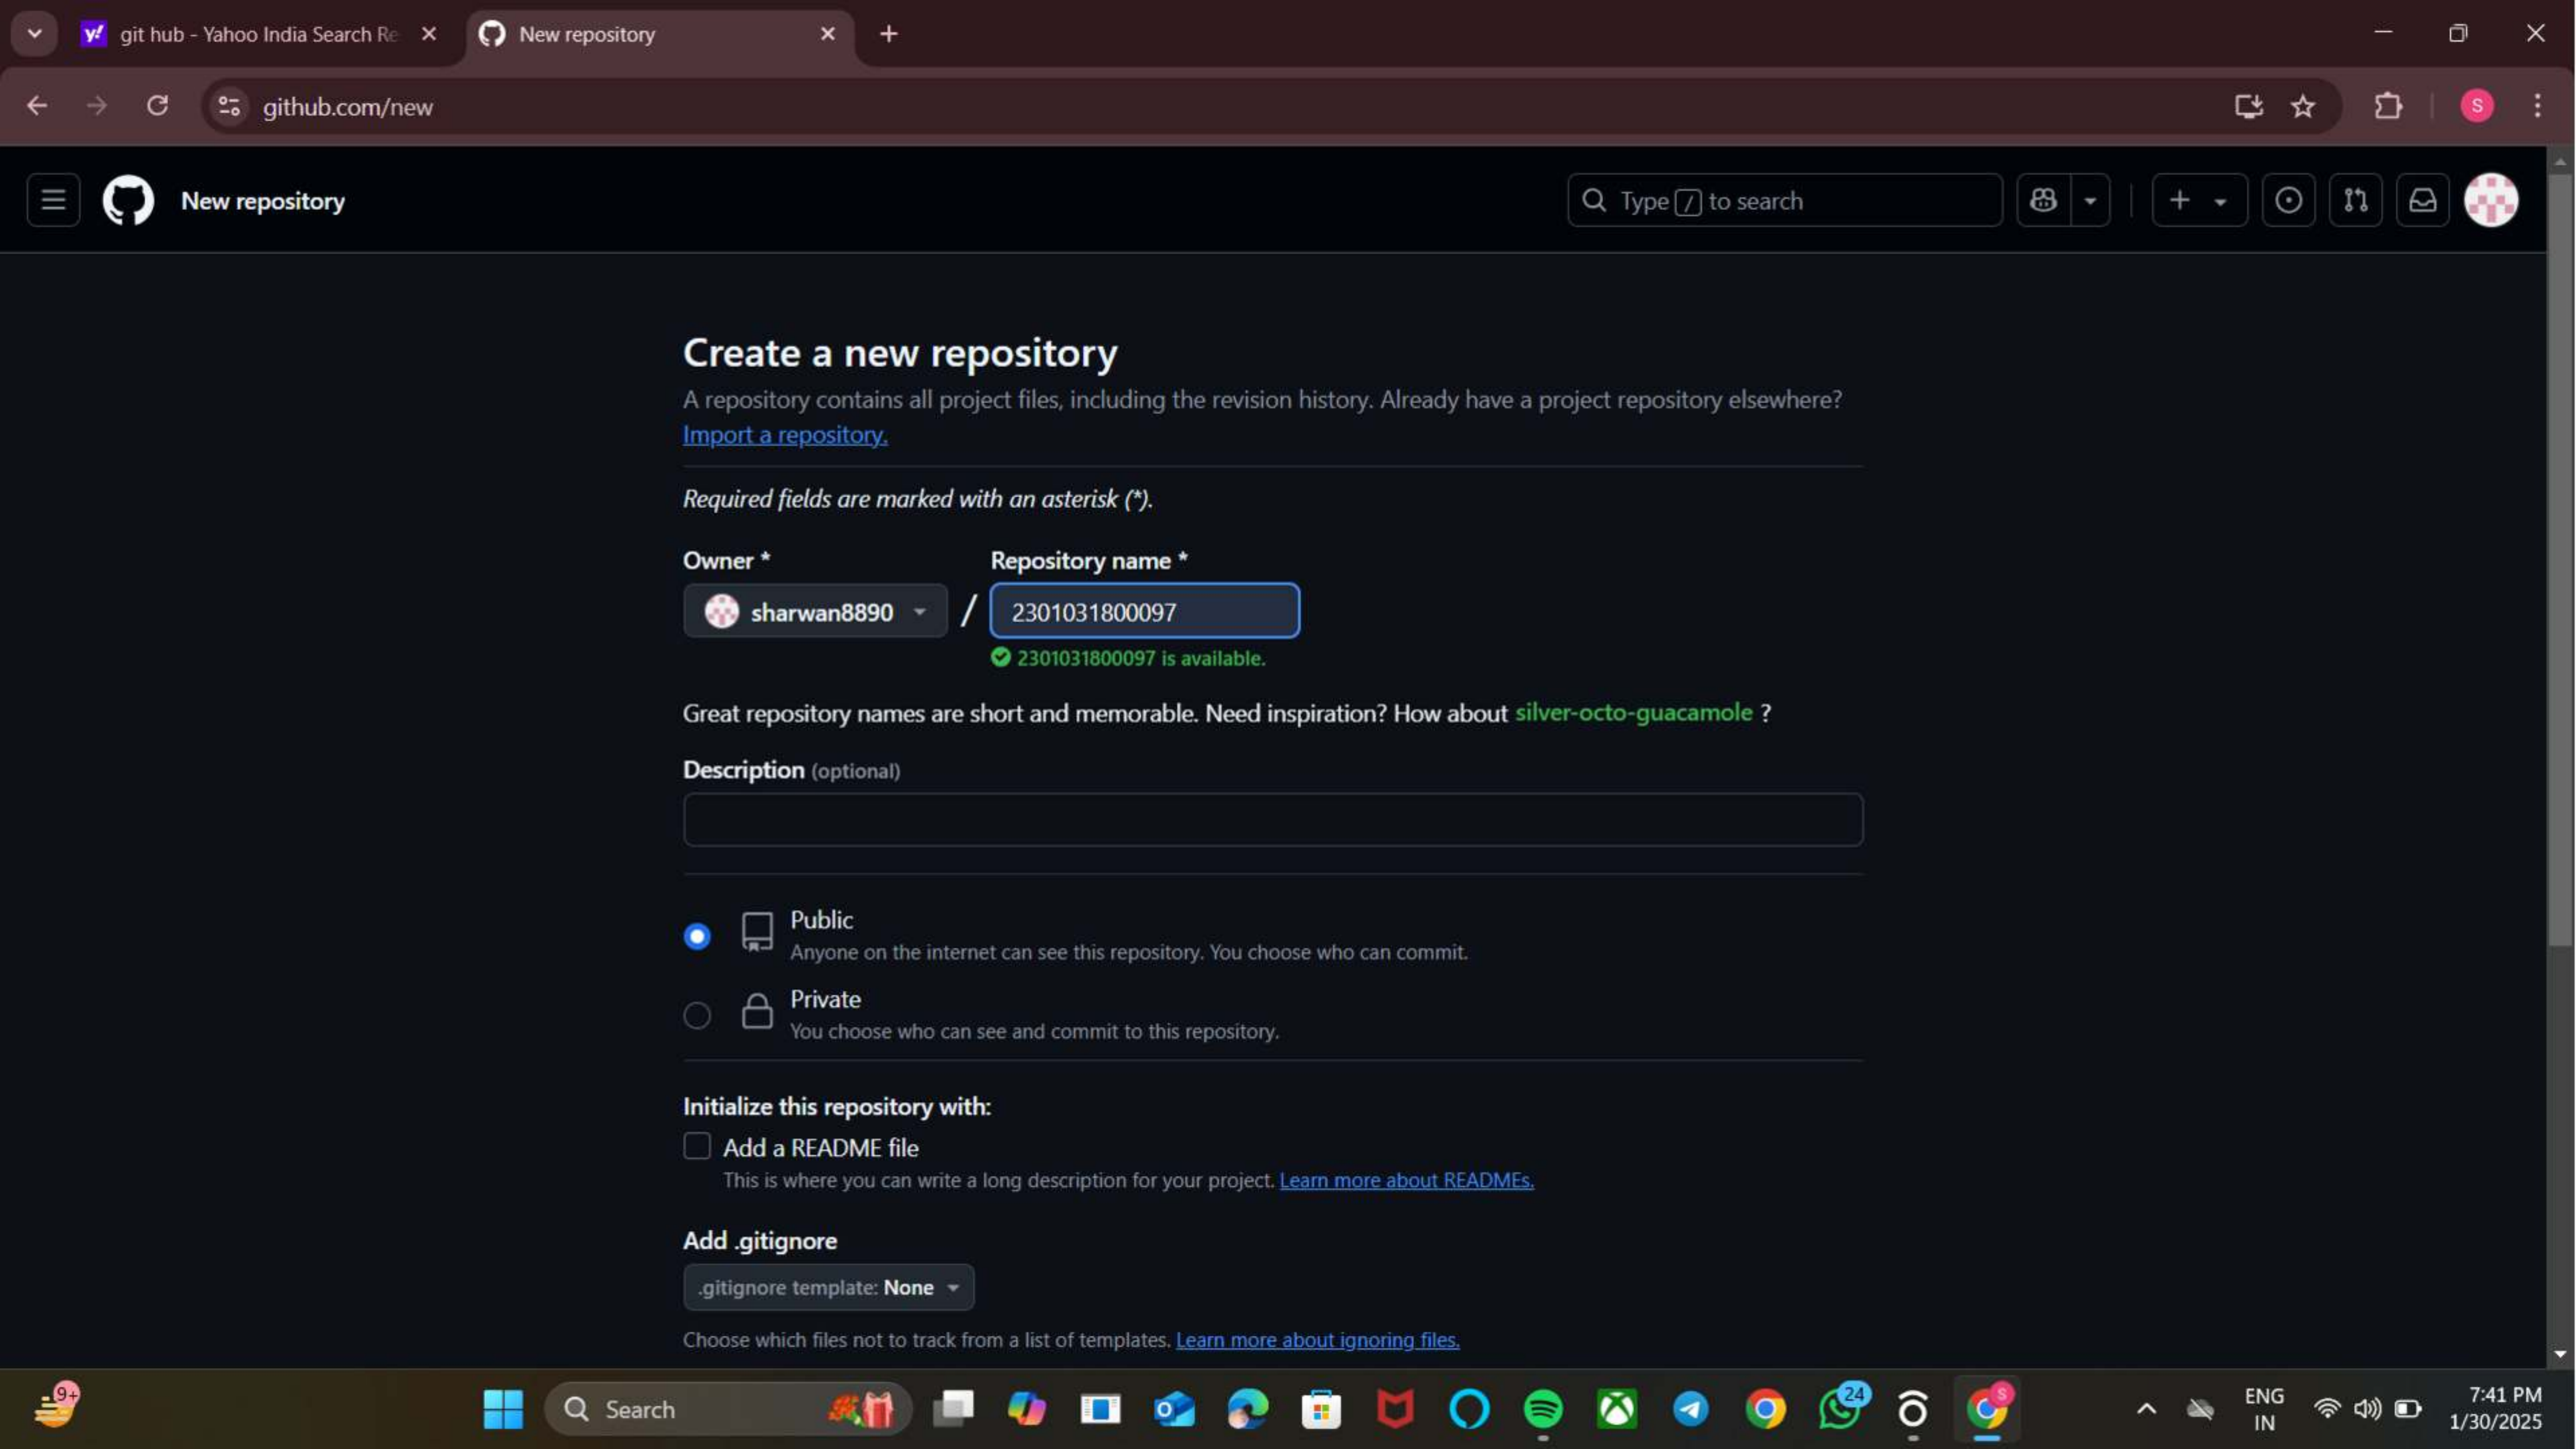 git hub - Yahoo India Search Re
New repository
github.com/new
S
New repository
Type / to search
Create a new repository
A repository contains all project files, including the revision history. Already have a project repository elsewhere?
Import a repository.
Required fields are marked with an asterisk (*).
Owner *
Repository name *
sharwan8890
/
2301031800097
2301031800097 is available.
Great repository names are short and memorable. Need inspiration? How about silver-octo-guacamole ?
Description (optional)
Public
Anyone on the internet can see this repository. You choose who can commit.
Private
You choose who can see and commit to this repository.
Initialize this repository with:
Add a README file
This is where you can write a long description for your project. Learn more about READMEs.
Add .gitignore
.gitignore template: None
Choose which files not to track from a list of templates. Learn more about ignoring files.
9+
Search
24
S
ENG
IN
7:41 PM
1/30/2025